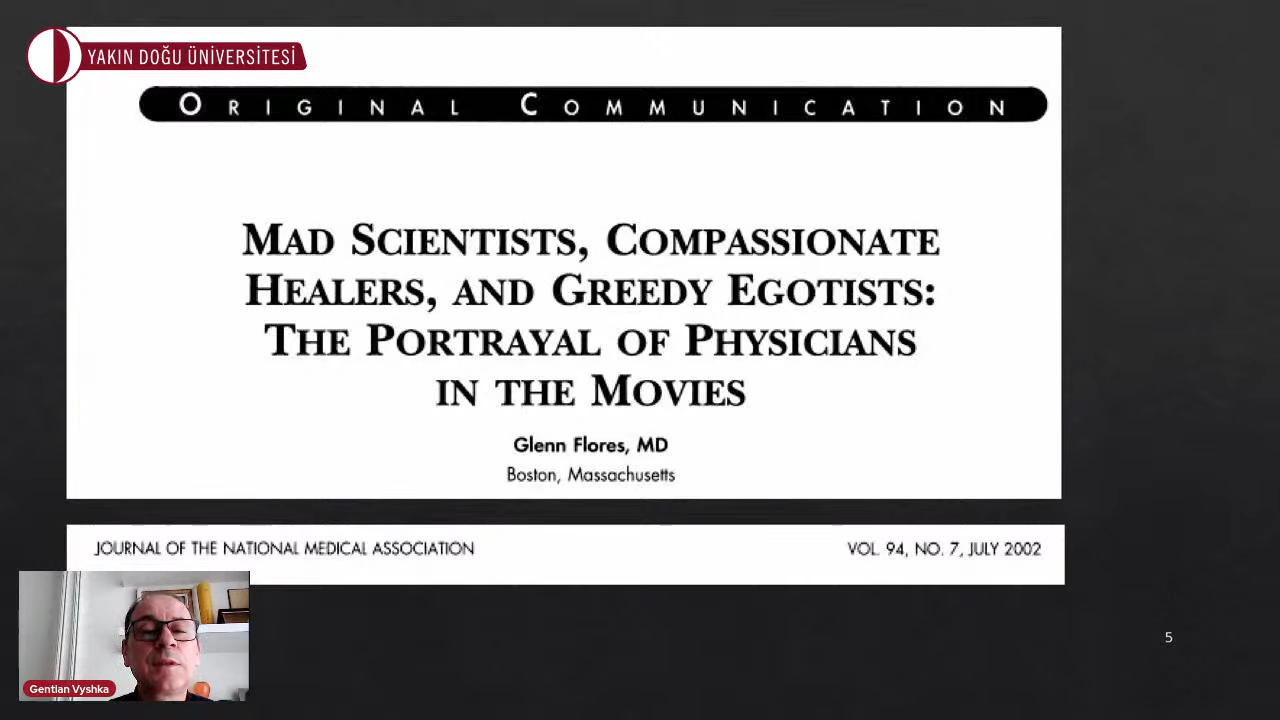 YAKIN DOĞU ÜNİVERSİTESİ
ORIGINAL COMMUNICATION
MAD SCIENTISTS, COMPASSIONATE
HEALERS, AND GREEDY EGOTISTS:
THE PORTRAYAL OF PHYSICIANS
IN THE MOVIES
Glenn Flores, MD
Boston, Massachusetts
JOURNAL OF THE NATIONAL MEDICAL ASSOCIATION
VOL. 94, NO. 7, JULY 2002
5
Gentian Vyshka